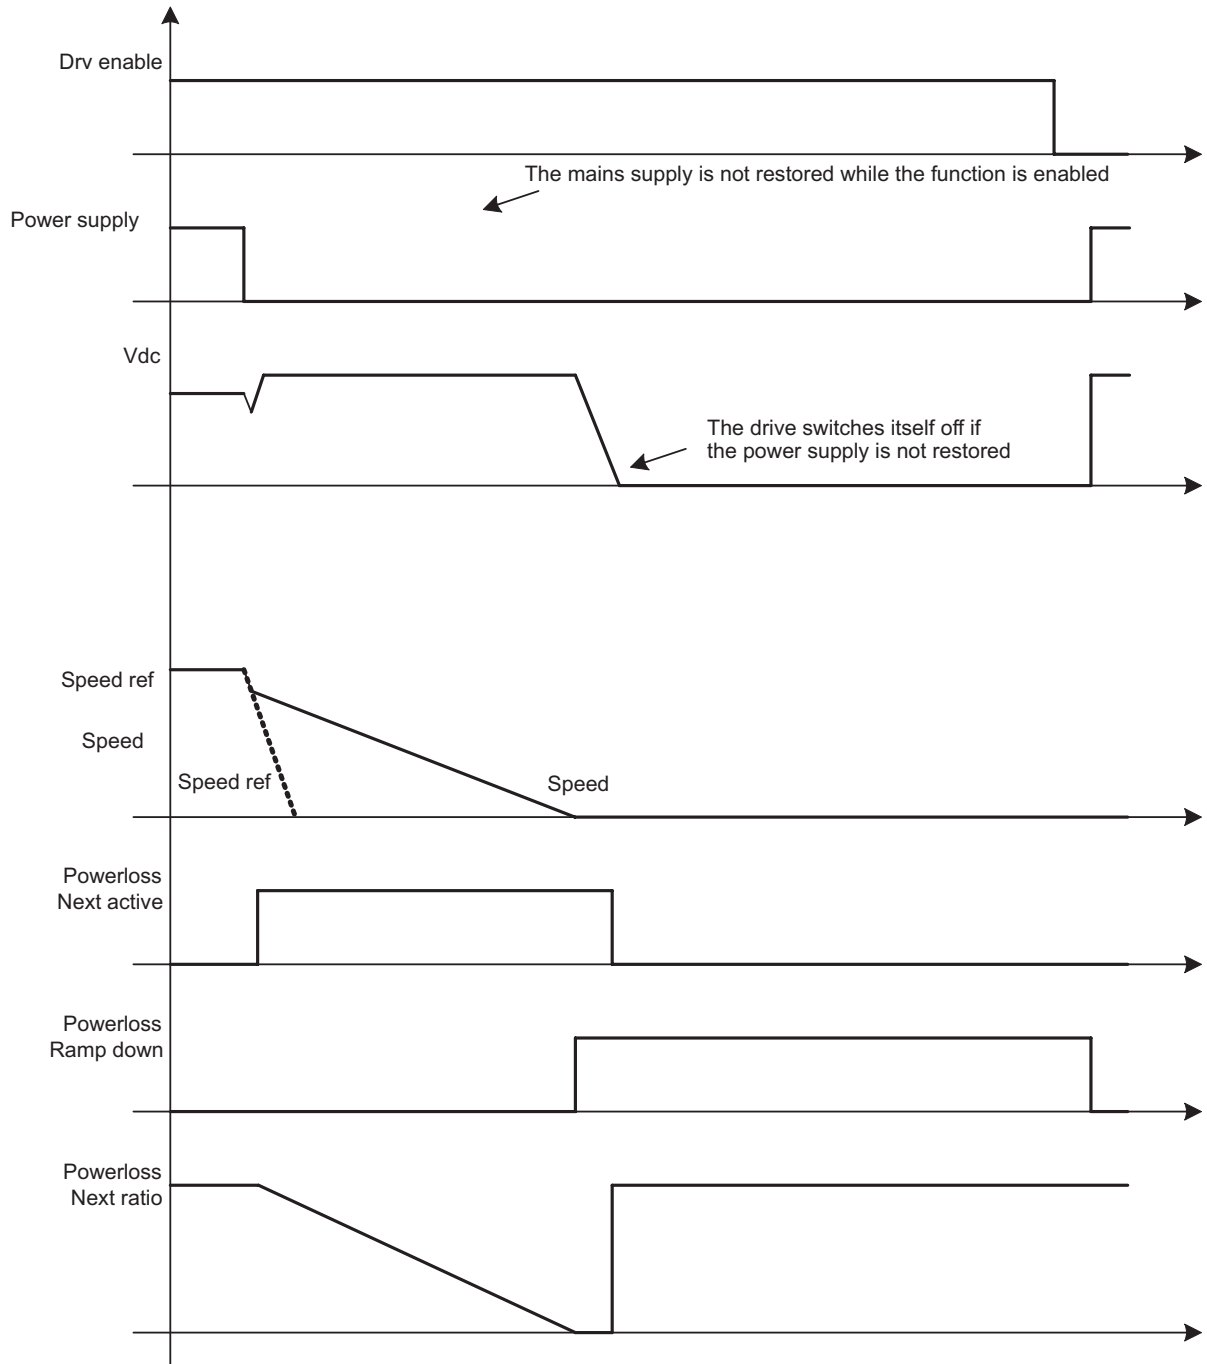 Drv enable
The mains supply is not restored while the function is enabled
Power supply
Vdc
The drive switches itself off if
the power supply is not restored
Speed ref
Speed
Speed ref
Speed
Powerloss
Next active
Powerloss
Ramp down
Powerloss
Next ratio